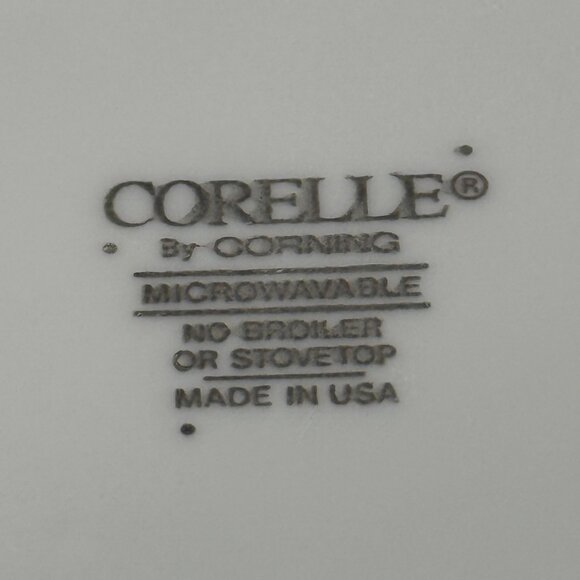 CORELLE®
By CORNING
MICROWAVABLE
NO BROILER
OR STOVETOP
MADE IN USA